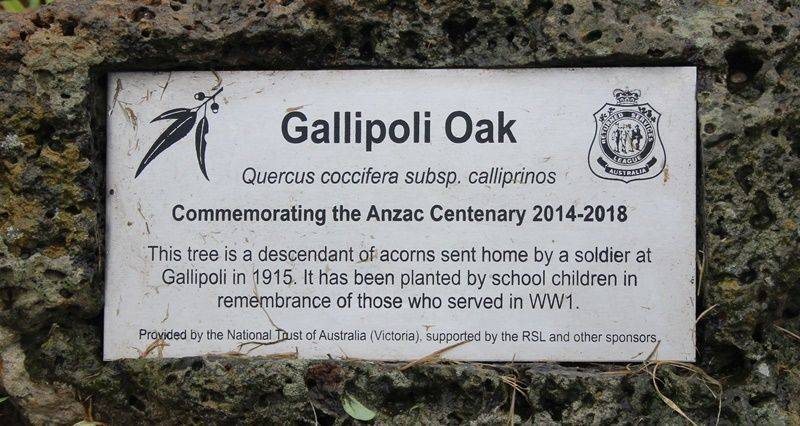 Gallipoli Oak
RETURNED SERVICES
LEAGUE
AUSTRALIA
Quercus coccifera subsp. calliprinos
Commemorating the Anzac Centenary 2014-2018
This tree is a descendant of acorns sent home by a soldier at
Gallipoli in 1915. It has been planted by school children in
remembrance of those who served in WW1.
Provided by the National Trust of Australia (Victoria), supported by the RSL and other sponsors.